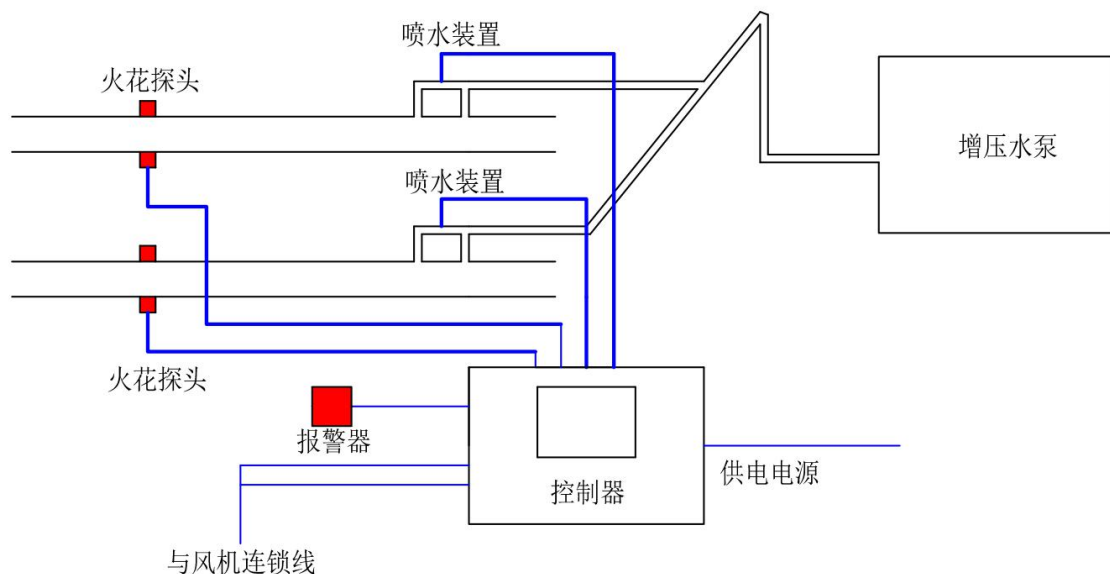 喷水装置
火花探头
增压水泵
喷水装置
火花探头
报警器
供电电源
控制器
与风机连锁线